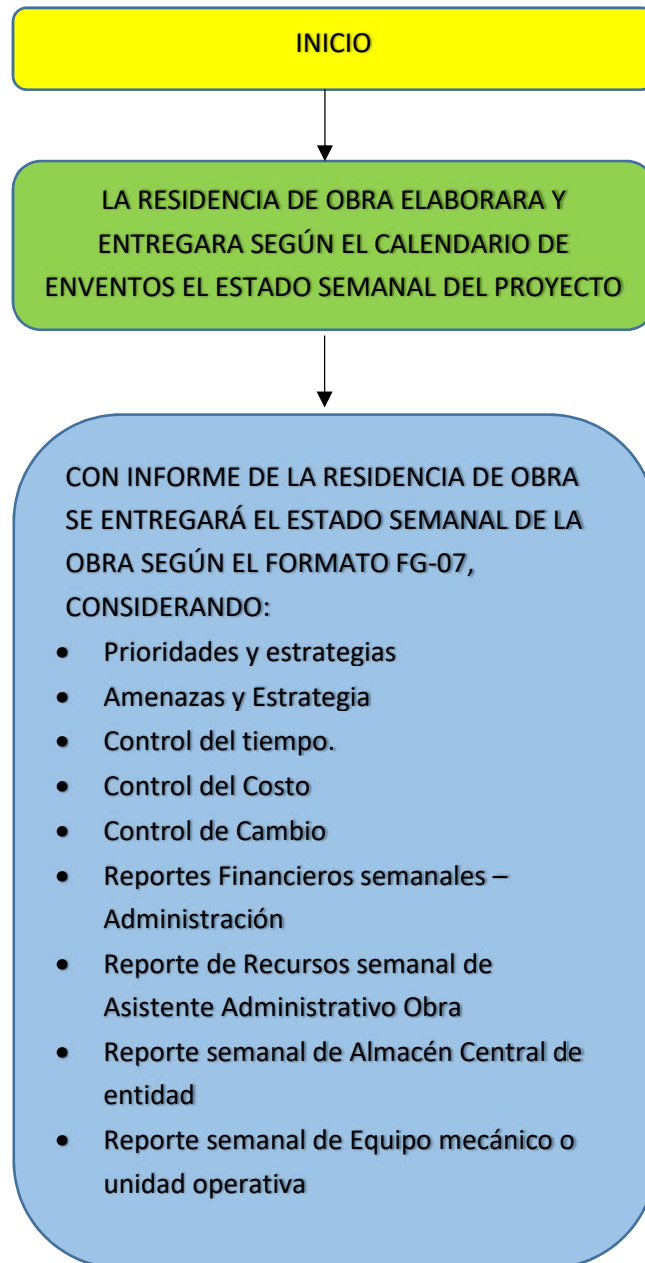 INICIO
LA RESIDENCIA DE OBRA ELABORARA Y
ENTREGARA SEGÚN EL CALENDARIO DE
ENVENTOS EL ESTADO SEMANAL DEL PROYECTO
CON INFORME DE LA RESIDENCIA DE OBRA
SE ENTREGARÁ EL ESTADO SEMANAL DE LA
OBRA SEGÚN EL FORMATO FG-07,
CONSIDERANDO:
• Prioridades y estrategias
• Amenazas y Estrategia
• Control del tiempo.
• Control del Costo
• Control de Cambio
• Reportes Financieros semanales –
Administración
• Reporte de Recursos semanal de
Asistente Administrativo Obra
• Reporte semanal de Almacén Central de
entidad
• Reporte semanal de Equipo mecánico o
unidad operativa